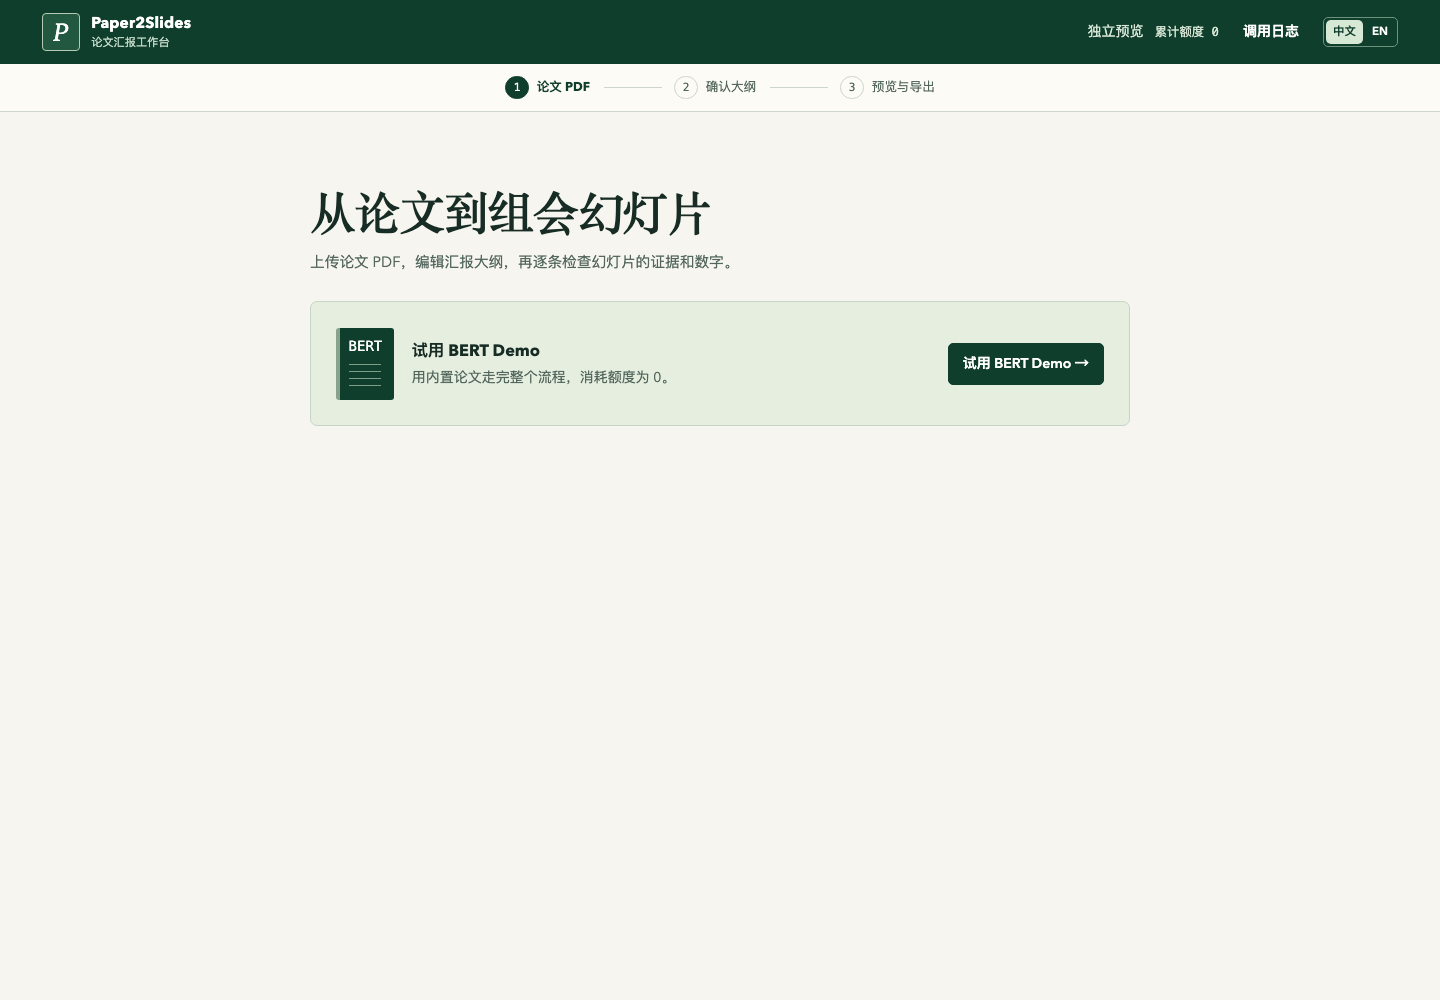 P
Paper2Slides
论文汇报工作台
独立预览 累计额度 0 调用日志 中文 EN
1 论文 PDF 2 确认大纲 3 预览与导出
从论文到组会幻灯片
上传论文 PDF，编辑汇报大纲，再逐条检查幻灯片的证据和数字。
BERT
试用 BERT Demo
用内置论文走完整个流程，消耗额度为 0。
试用 BERT Demo →